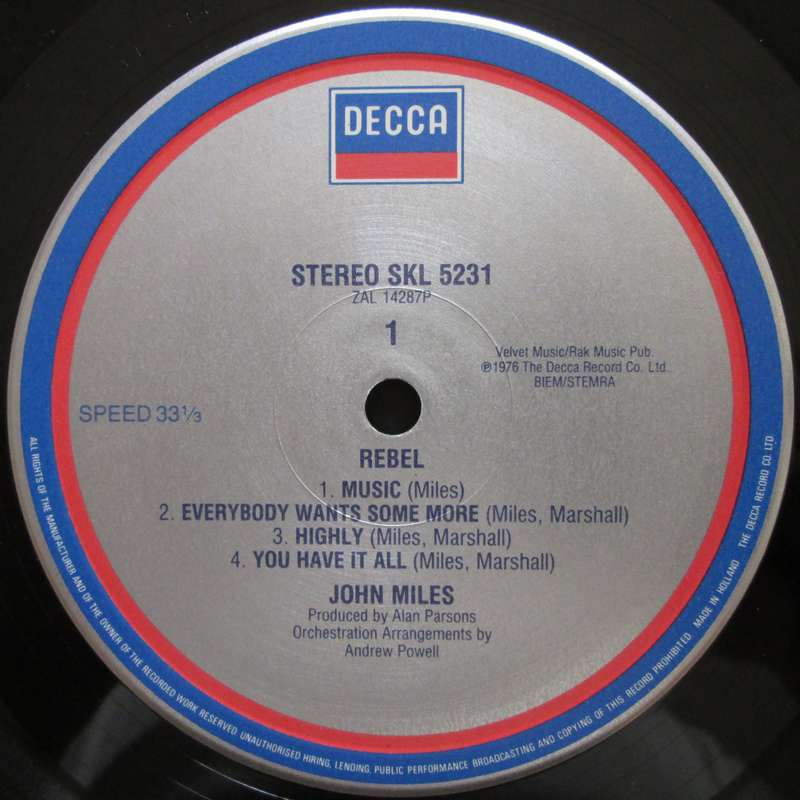 DECCA
STEREO SKL 5231
ZAL 14287P
1
Velvet Music/Rak Music Pub.
℗1976 The Decca Record Co. Ltd.
BIEM/STEMRA
SPEED 33⅓
REBEL
1. MUSIC (Miles)
2. EVERYBODY WANTS SOME MORE (Miles, Marshall)
3. HIGHLY (Miles, Marshall)
4. YOU HAVE IT ALL (Miles, Marshall)
JOHN MILES
Produced by Alan Parsons
Orchestration Arrangements by
Andrew Powell
ALL RIGHTS OF THE MANUFACTURER AND OF THE OWNER OF THE RECORDED WORK RESERVED UNAUTHORISED HIRING, LENDING, PUBLIC PERFORMANCE BROADCASTING AND COPYING OF THIS RECORD PROHIBITED MADE IN HOLLAND THE DECCA RECORD CO. LTD.